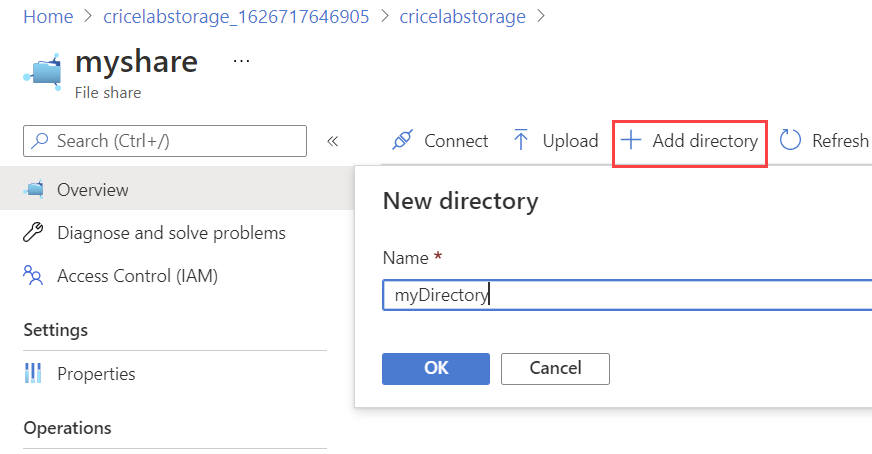 Home > cricelabstorage_1626717646905 > cricelabstorage >
myshare ...
File share
Search (Ctrl+/)
«
Connect
Upload
Add directory
Refresh
Overview
Diagnose and solve problems
Access Control (IAM)
Settings
Properties
Operations
New directory
Name *
myDirectory
OK
Cancel